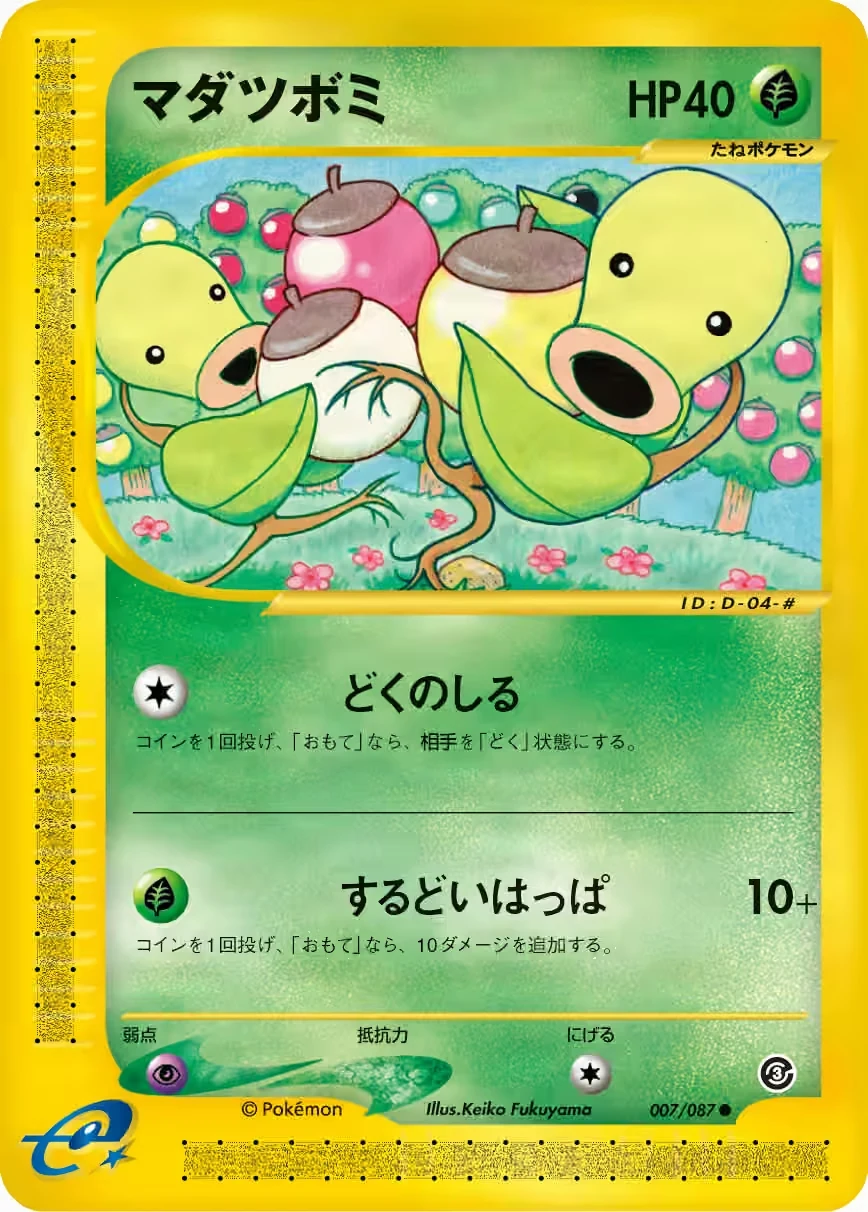 マダツボミ HP40
たねポケモン
ID : D-04-#
どくのしる
コインを1回投げ、「おもて」なら、相手を「どく」状態にする。
するどいはっぱ 10+
コインを1回投げ、「おもて」なら、10ダメージを追加する。
弱点 抵抗力 にげる
3
© Pokémon Illus.Keiko Fukuyama 007/087●
e